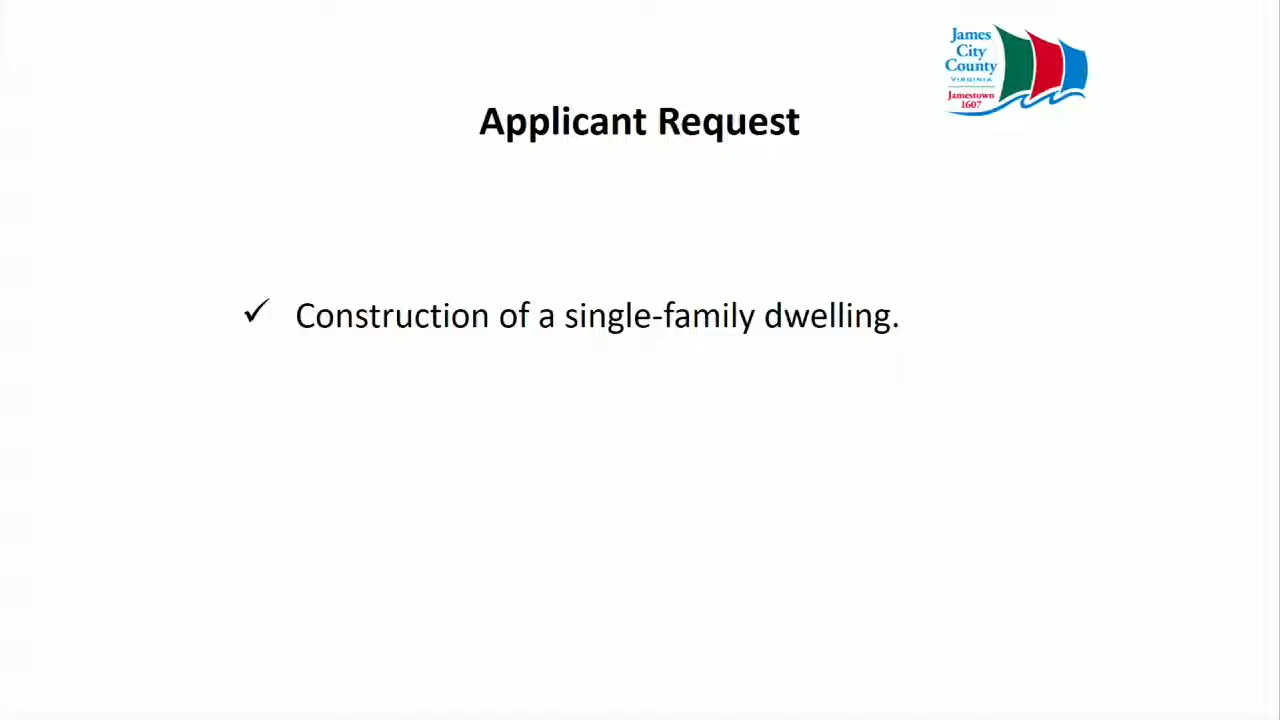 James
City
County
VIRGINIA
Jamestown
1607
Applicant Request
✓ Construction of a single-family dwelling.